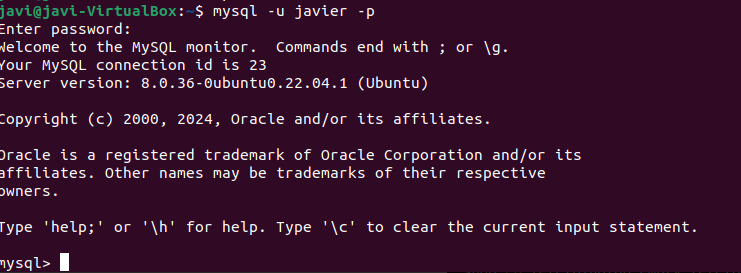 javi@javi-VirtualBox:~$ mysql -u javier -p
Enter password:
Welcome to the MySQL monitor.  Commands end with ; or \g.
Your MySQL connection id is 23
Server version: 8.0.36-0ubuntu0.22.04.1 (Ubuntu)
Copyright (c) 2000, 2024, Oracle and/or its affiliates.
Oracle is a registered trademark of Oracle Corporation and/or its
affiliates. Other names may be trademarks of their respective
owners.
Type 'help;' or '\h' for help. Type '\c' to clear the current input statement.
mysql>